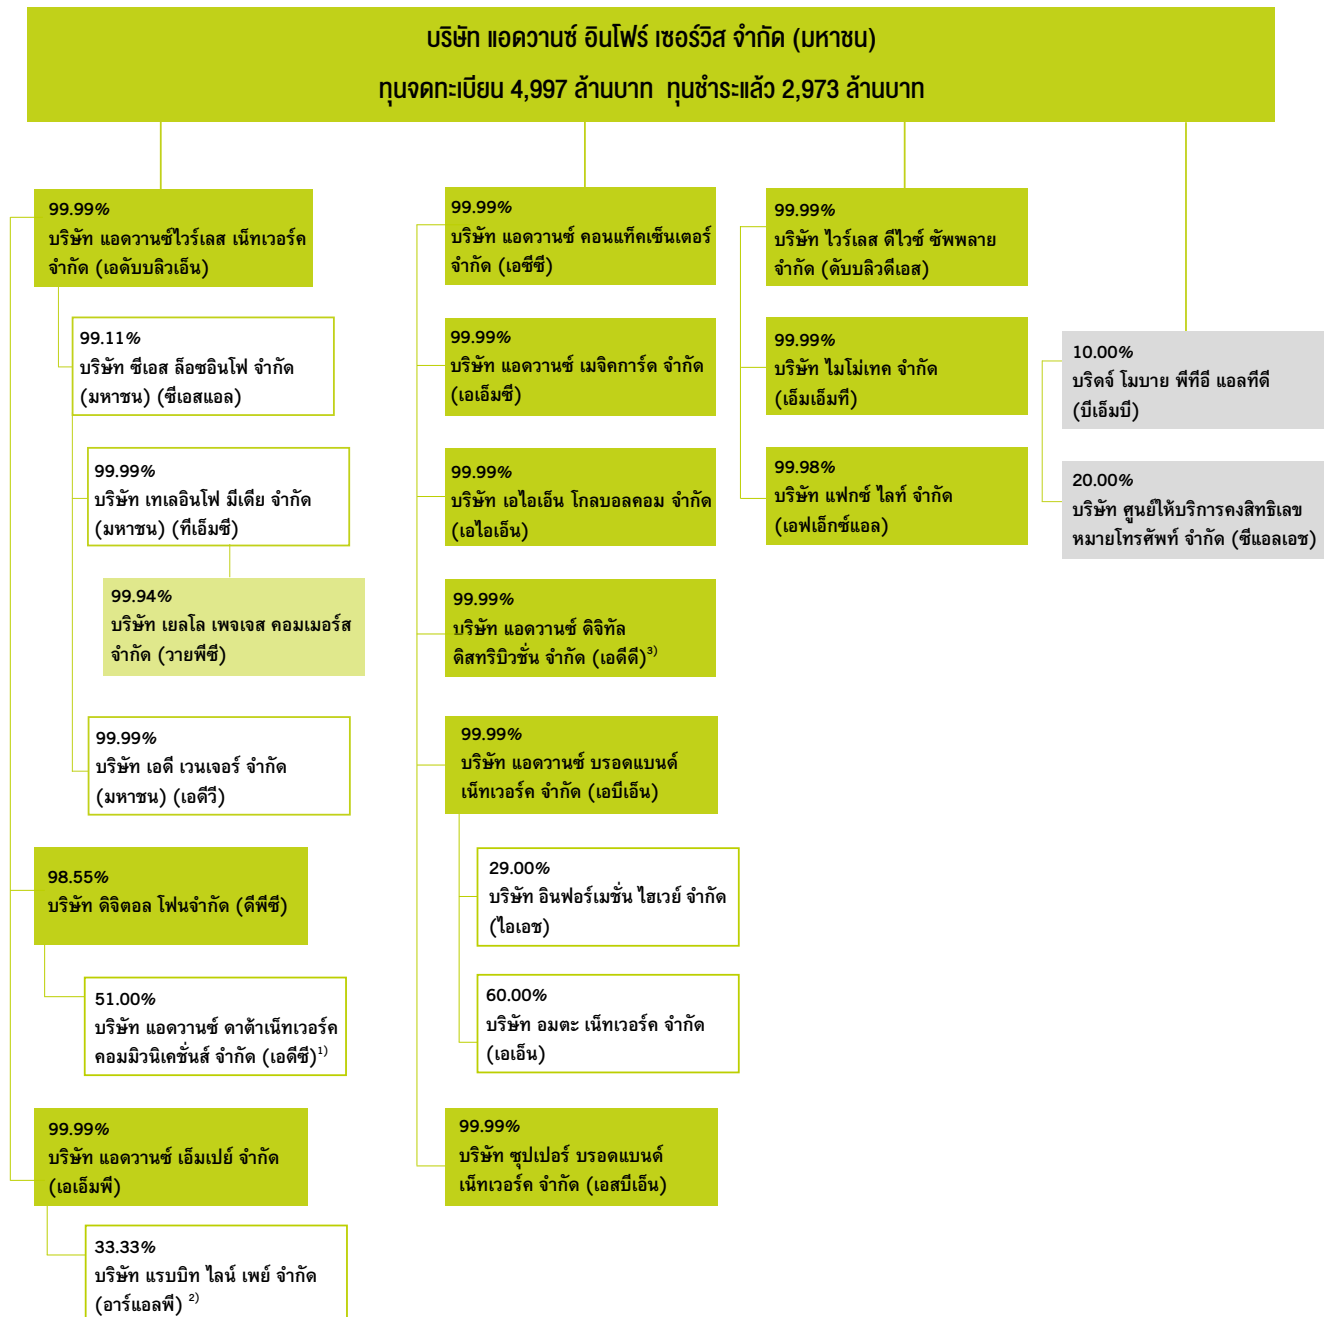 บริษัท แอดวานซ์ อินโฟร์ เซอร์วิส จำกัด (มหาชน)
ทุนจดทะเบียน 4,997 ล้านบาท ทุนชำระแล้ว 2,973 ล้านบาท
99.99%
บริษัท แอดวานซ์ไวร์เลส เน็ทเวอร์ค
จำกัด (เอดับบลิวเอ็น)
99.11%
บริษัท ซีเอส ล็อซอินโฟ จำกัด
(มหาชน) (ซีเอสแอล)
99.99%
บริษัท เทเลอินโฟ มีเดีย จำกัด
(มหาชน) (ทีเอ็มซี)
99.94%
บริษัท เยลโล เพจเจส คอมเมอร์ส
จำกัด (วายพีซี)
99.99%
บริษัท เอดี เวนเจอร์ จำกัด
(มหาชน) (เอดีวี)
98.55%
บริษัท ดิจิตอล โฟนจำกัด (ดีพีซี)
51.00%
บริษัท แอดวานซ์ ดาต้าเน็ทเวอร์ค
คอมมิวนิเคชั่นส์ จำกัด (เอดีซี)¹⁾
99.99%
บริษัท แอดวานซ์ เอ็มเปย์ จำกัด
(เอเอ็มพี)
33.33%
บริษัท แรบบิท ไลน์ เพย์ จำกัด
(อาร์แอลพี) ²⁾
99.99%
บริษัท แอดวานซ์ คอนแท็คเซ็นเตอร์
จำกัด (เอซีซี)
99.99%
บริษัท แอดวานซ์ เมจิคการ์ด จำกัด
(เอเอ็มซี)
99.99%
บริษัท เอไอเอ็น โกลบอลคอม จำกัด
(เอไอเอ็น)
99.99%
บริษัท แอดวานซ์ ดิจิทัล
ดิสทริบิวชั่น จำกัด (เอดีดี)³⁾
99.99%
บริษัท แอดวานซ์ บรอดแบนด์
เน็ทเวอร์ค จำกัด (เอบีเอ็น)
29.00%
บริษัท อินฟอร์เมชั่น ไฮเวย์ จำกัด
(ไอเอช)
60.00%
บริษัท อมตะ เน็ทเวอร์ค จำกัด
(เอเอ็น)
99.99%
บริษัท ซุปเปอร์ บรอดแบนด์
เน็ทเวอร์ค จำกัด (เอสบีเอ็น)
99.99%
บริษัท ไวร์เลส ดีไวซ์ ซัพพลาย
จำกัด (ดับบลิวดีเอส)
99.99%
บริษัท ไมโม่เทค จำกัด
(เอ็มเอ็มที)
99.98%
บริษัท แฟกซ์ ไลท์ จำกัด
(เอฟเอ็กซ์แอล)
10.00%
บริดจ์ โมบาย พีทีอี แอลทีดี
(บีเอ็มบี)
20.00%
บริษัท ศูนย์ให้บริการคงสิทธิเลข
หมายโทรศัพท์ จำกัด (ซีแอลเอช)